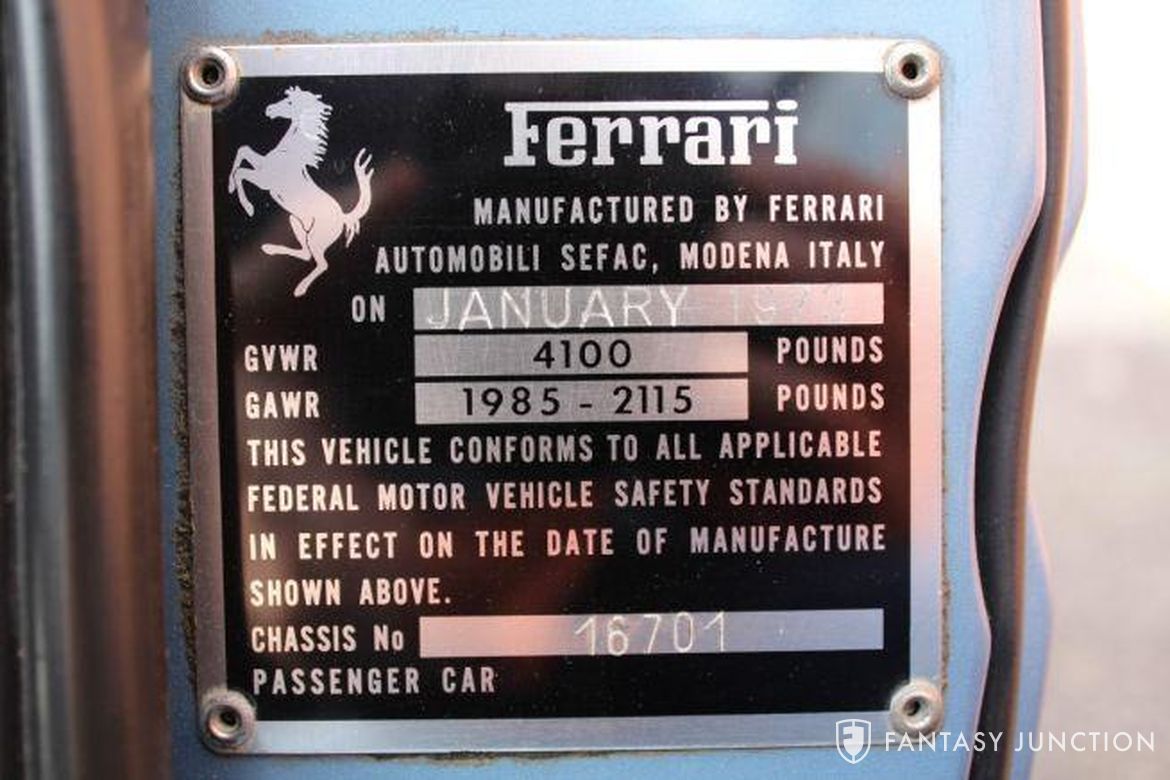 Ferrari
MANUFACTURED BY FERRARI
AUTOMOBILI SEFAC, MODENA ITALY
ON JANUARY 1973
GVWR 4100 POUNDS
GAWR 1985 - 2115 POUNDS
THIS VEHICLE CONFORMS TO ALL APPLICABLE
FEDERAL MOTOR VEHICLE SAFETY STANDARDS
IN EFFECT ON THE DATE OF MANUFACTURE
SHOWN ABOVE.
CHASSIS No 16701
PASSENGER CAR
FANTASY JUNCTION